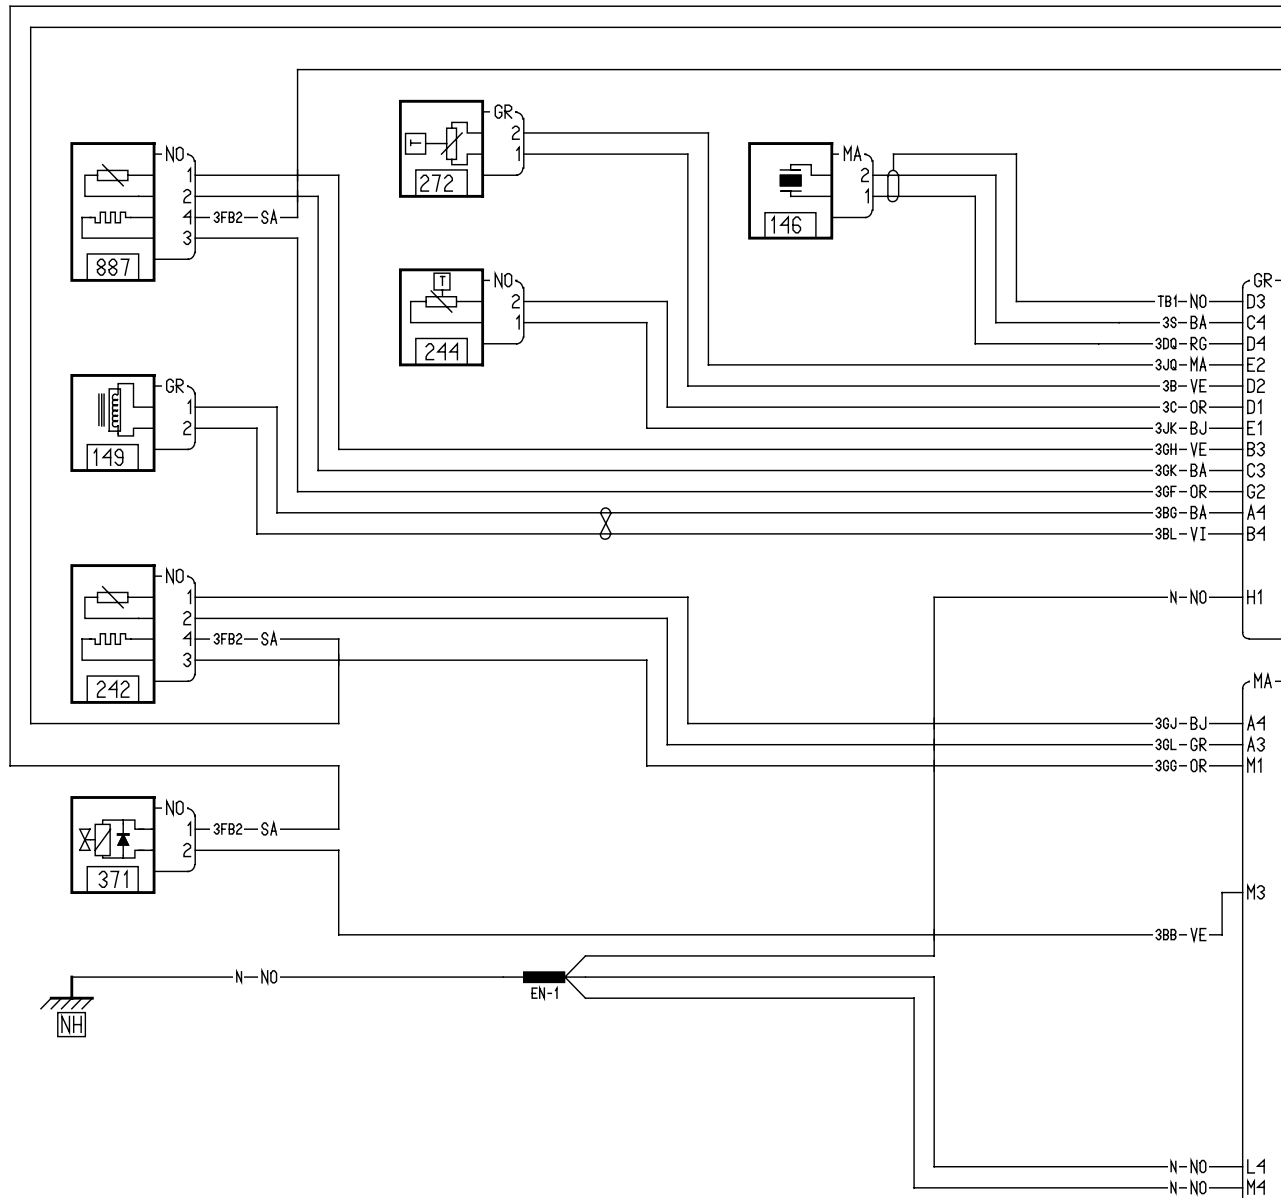 GR
2
1
272
NO
1
2
4 3FB2 SA
3
887
MA
2
1
146
NO
2
1
T
244
GR
1
2
149
GR
TB1 NO D3
3S BA C4
3DQ RG D4
3JQ MA E2
3B VE D2
3C OR D1
3JK BJ E1
3GH VE B3
3GK BA C3
3GF OR G2
3BG BA A4
3BL VI B4
N NO H1
NO
1
2
4 3FB2 SA
3
242
MA
3GJ BJ A4
3GL GR A3
3GG OR M1
NO
1 3FB2 SA
2
371
M3
3BB VE
N NO
EN-1
NH
N NO L4
N NO M4
T